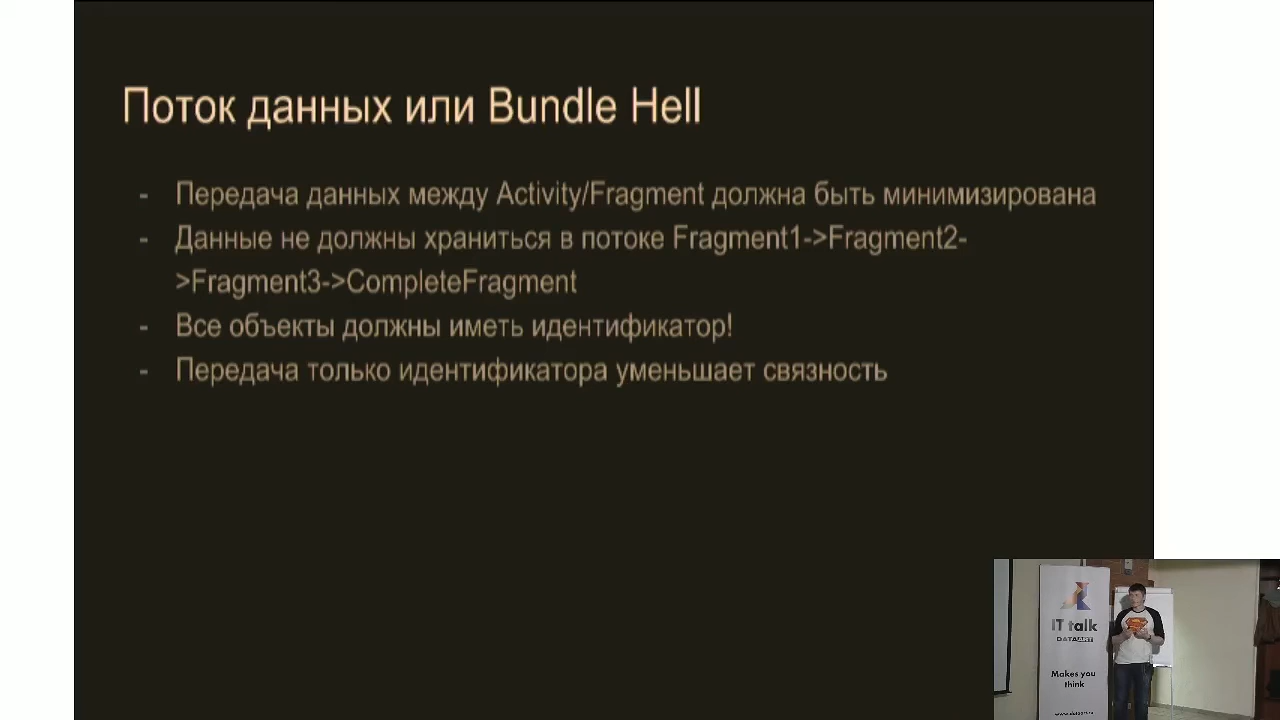 Поток данных или Bundle Hell
- Передача данных между Activity/Fragment должна быть минимизирована
- Данные не должны храниться в потоке Fragment1->Fragment2-
>Fragment3->CompleteFragment
- Все объекты должны иметь идентификатор!
- Передача только идентификатора уменьшает связность
IT talk
DATAART
Makes you
think